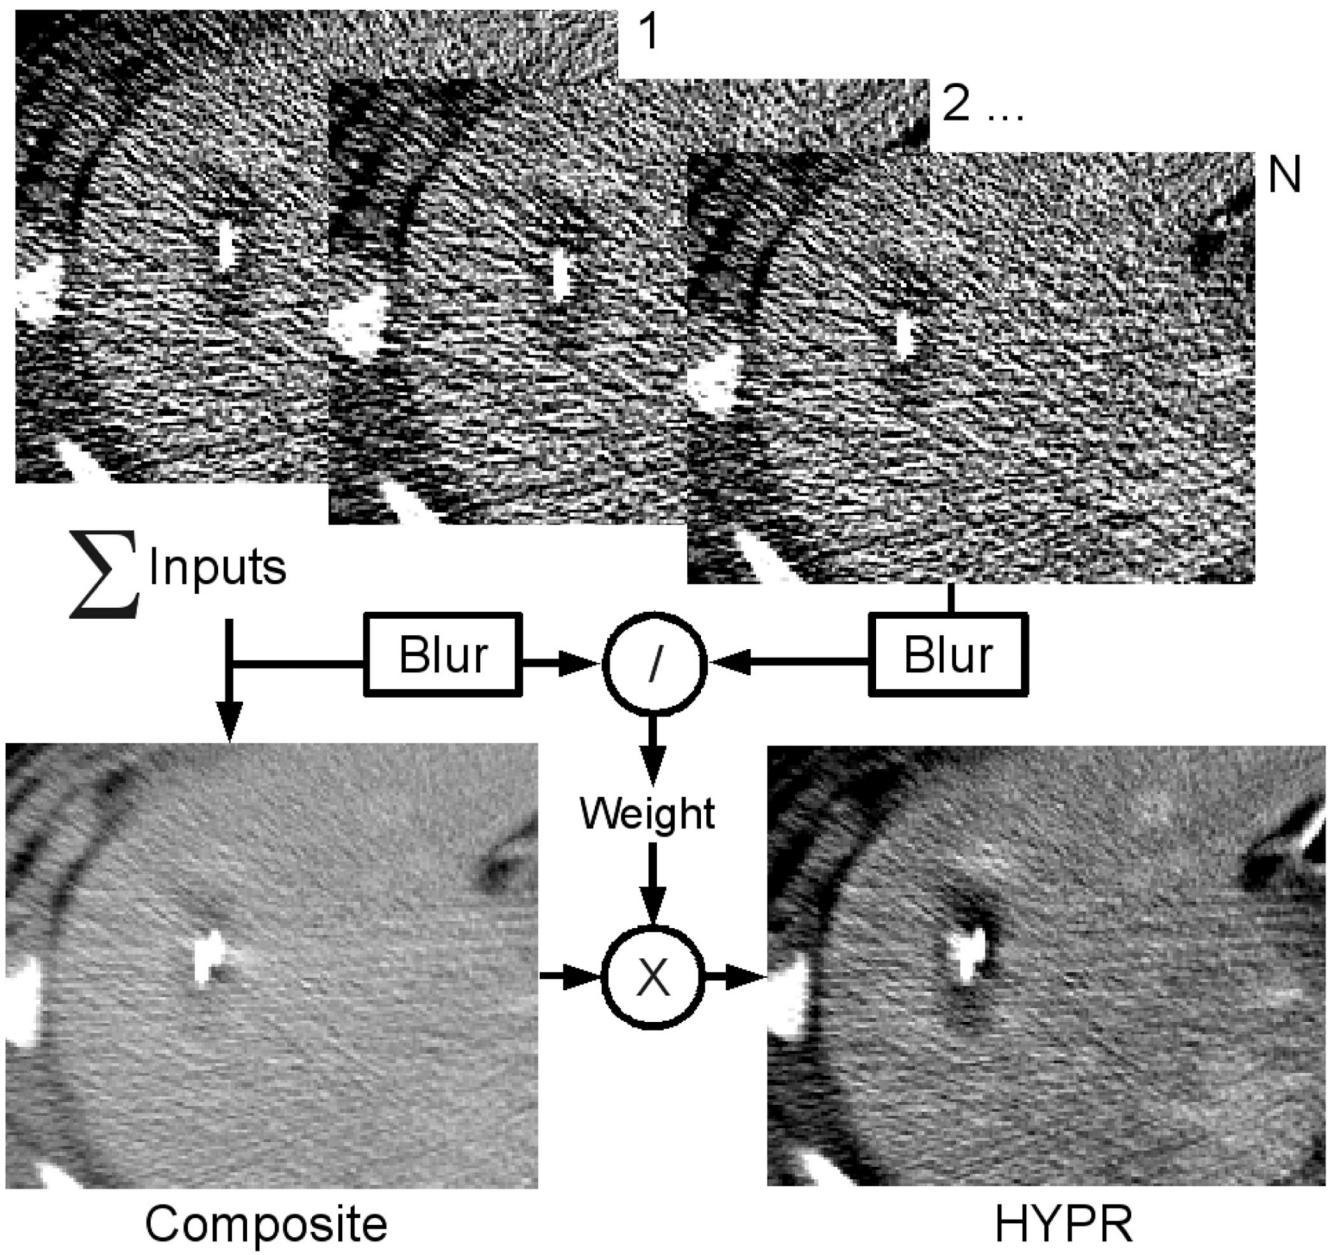 1
2 ...
N
∑ Inputs
Blur
/
Blur
Weight
X
Composite
HYPR